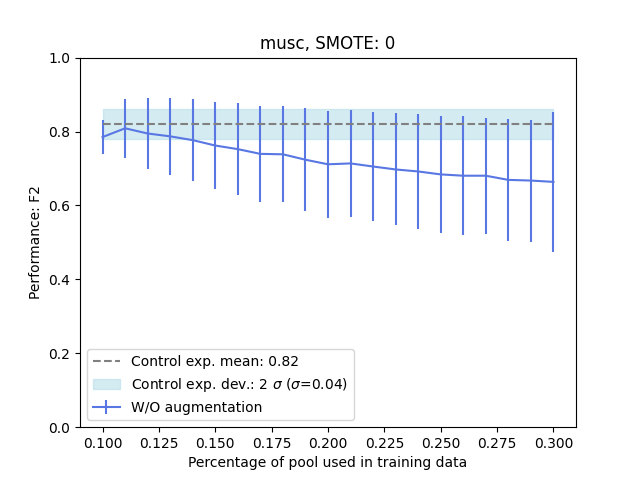 musc, SMOTE: 0
1.0
0.8
0.6
0.4
0.2
0.0
Performance: F2
Control exp. mean: 0.82
Control exp. dev.: 2 σ (σ=0.04)
W/O augmentation
0.100 0.125 0.150 0.175 0.200 0.225 0.250 0.275 0.300
Percentage of pool used in training data